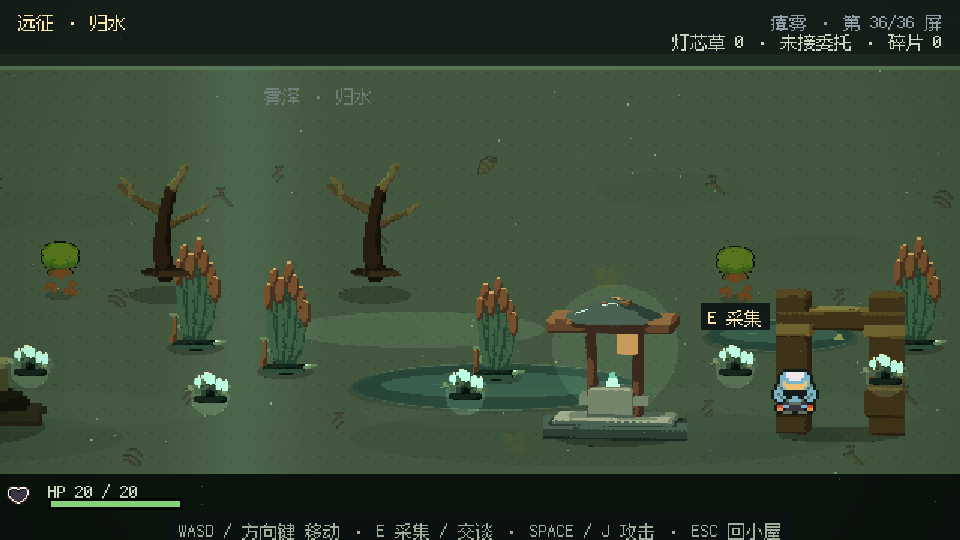 远征 · 归水
瘴雾 · 第 36/36 屏
灯芯草 0 · 未接委托 · 碎片 0
雾泽 · 归水
E 采集
HP 20 / 20
WASD / 方向键 移动 · E 采集 / 交谈 · SPACE / J 攻击 · ESC 回小屋